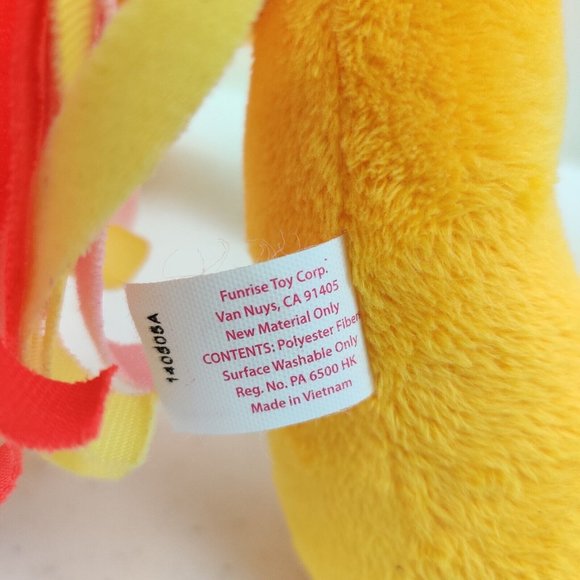 Funrise Toy Corp.
Van Nuys, CA 91405
New Material Only
CONTENTS: Polyester Fiber
Surface Washable Only
Reg. No. PA 6500 HK
Made in Vietnam
140505A